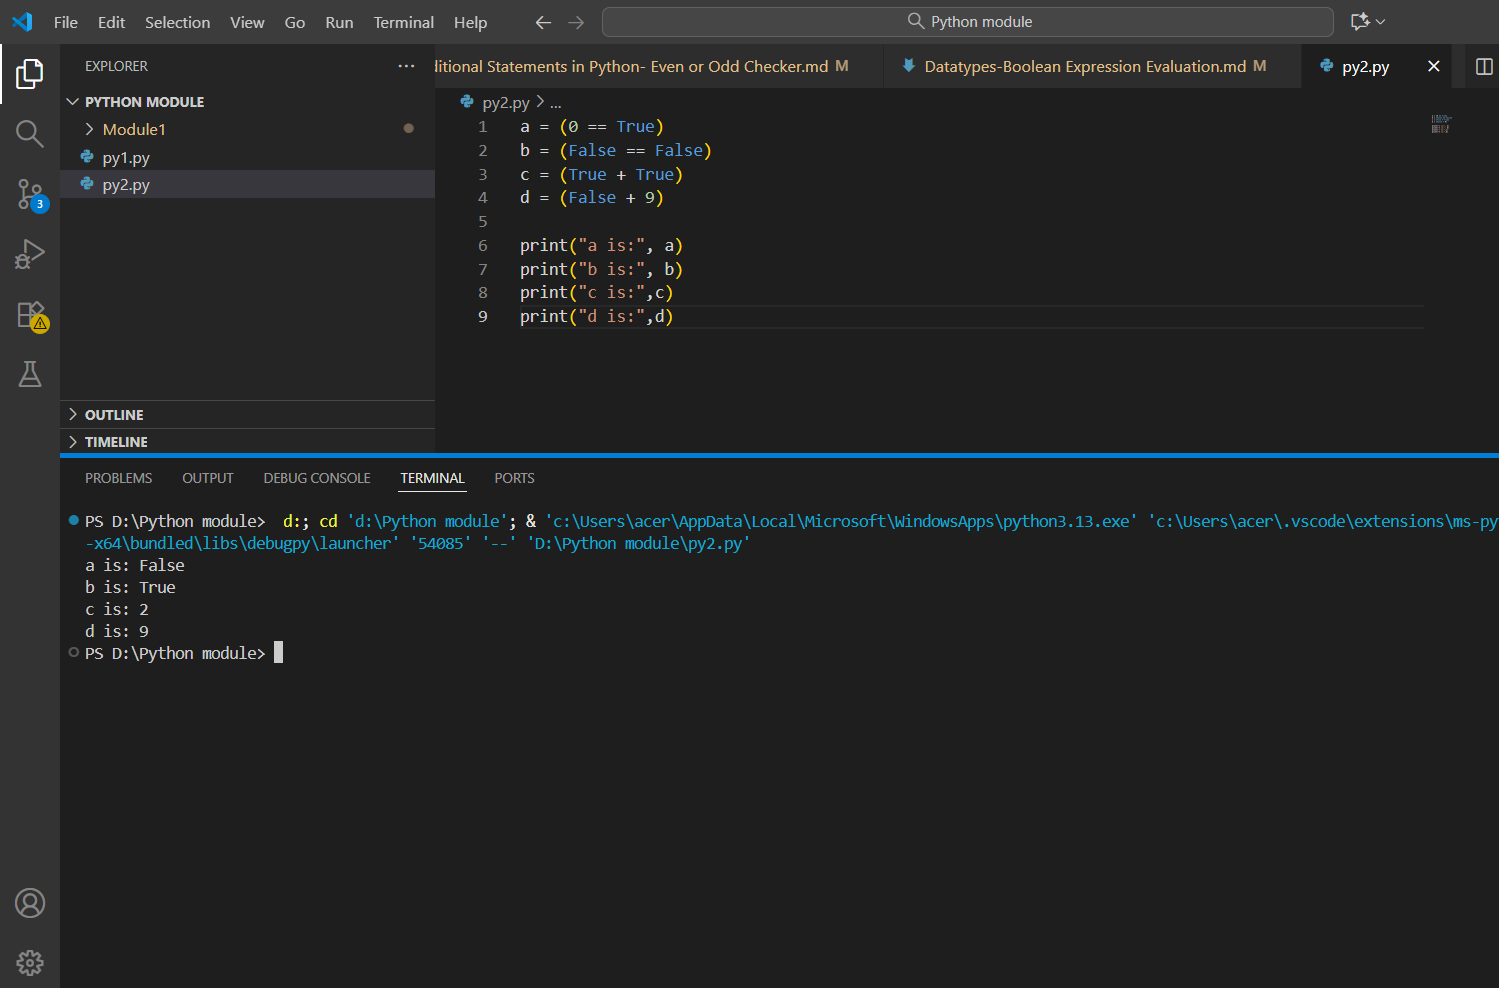 File Edit Selection View Go Run Terminal Help
Python module
EXPLORER
PYTHON MODULE
Module1
py1.py
py2.py
3
OUTLINE
TIMELINE
ditional Statements in Python- Even or Odd Checker.md M
Datatypes-Boolean Expression Evaluation.md M
py2.py
py2.py > ...
1 a = (0 == True)
2 b = (False == False)
3 c = (True + True)
4 d = (False + 9)
5
6 print("a is:", a)
7 print("b is:", b)
8 print("c is:",c)
9 print("d is:",d)
PROBLEMS OUTPUT DEBUG CONSOLE TERMINAL PORTS
PS D:\Python module>  d:; cd 'd:\Python module'; & 'c:\Users\acer\AppData\Local\Microsoft\WindowsApps\python3.13.exe' 'c:\Users\acer\.vscode\extensions\ms-py
-x64\bundled\libs\debugpy\launcher' '54085' '--' 'D:\Python module\py2.py'
a is: False
b is: True
c is: 2
d is: 9
PS D:\Python module>